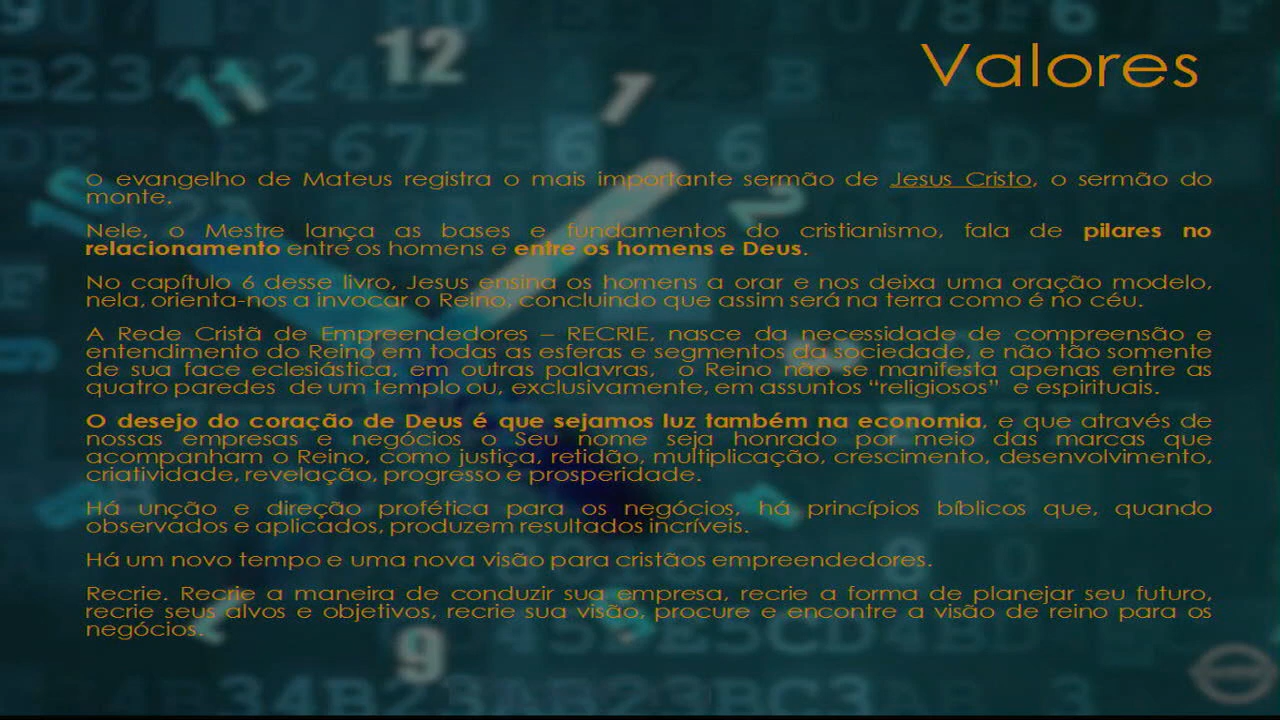 Valores
O evangelho de Mateus registra o mais importante sermão de Jesus Cristo, o sermão do
monte.
Nele, o Mestre lança as bases e fundamentos do cristianismo, fala de pilares no
relacionamento entre os homens e entre os homens e Deus.
No capítulo 6 desse livro, Jesus ensina os homens a orar e nos deixa uma oração modelo,
nela, orienta-nos a invocar o Reino, concluindo que assim será na terra como é no céu.
A Rede Cristã de Empreendedores – RECRIE, nasce da necessidade de compreensão e
entendimento do Reino em todas as esferas e segmentos da sociedade, e não tão somente
de sua face eclesiástica, em outras palavras, o Reino não se manifesta apenas entre as
quatro paredes de um templo ou, exclusivamente, em assuntos “religiosos” e espirituais.
O desejo do coração de Deus é que sejamos luz também na economia, e que através de
nossas empresas e negócios o Seu nome seja honrado por meio das marcas que
acompanham o Reino, como justiça, retidão, multiplicação, crescimento, desenvolvimento,
criatividade, revelação, progresso e prosperidade.
Há unção e direção profética para os negócios, há princípios bíblicos que, quando
observados e aplicados, produzem resultados incríveis.
Há um novo tempo e uma nova visão para cristãos empreendedores.
Recrie. Recrie a maneira de conduzir sua empresa, recrie a forma de planejar seu futuro,
recrie seus alvos e objetivos, recrie sua visão, procure e encontre a visão de reino para os
negócios.
12
11
1
10
2
9